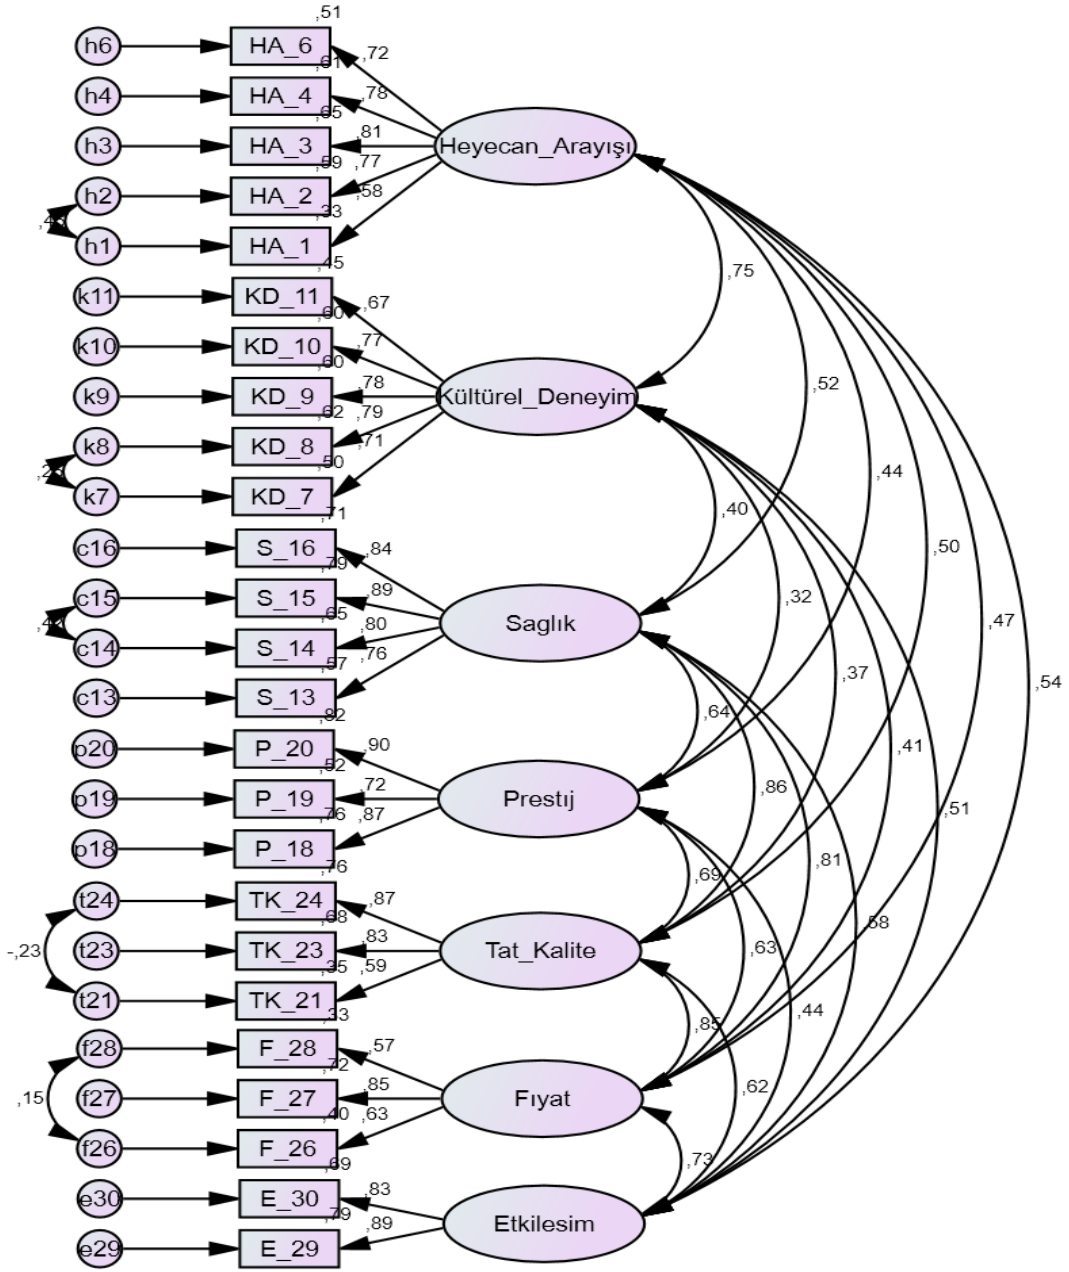 ,51
h6 HA_6 ,72
,61
h4 HA_4 ,78
,65
h3 HA_3 ,81
Heyecan_Arayışı
,59 ,77
h2 HA_2 ,58
,33
h1 HA_1
,45
,75
k11 KD_11 ,67
,60
k10 KD_10 ,77
,60
k9 KD_9 ,78
Kültürel_Deneyim
,52
,62 ,79
k8 KD_8 ,71
,50
k7 KD_7
,71
,44
,40
c16 S_16 ,84
,50
,79
c15 S_15 ,89
,32
,65 ,80
Saglık
,47
c14 S_14 ,76
,57
c13 S_13
,37
,54
,82
,64
p20 P_20 ,90
,41
,52
p19 P_19 ,72
Prestıj
,86
,76 ,87
,51
p18 P_18
,76
,81
,69
t24 TK_24 ,87
,68
,58
-,23
t23 TK_23 ,83
Tat_Kalite
,63
,35 ,59
t21 TK_21
,33
,44
,85
f28 F_28 ,57
,72
,15
f27 F_27 ,85
Fıyat
,62
,40 ,63
f26 F_26
,69
,73
e30 E_30 ,83
,79
Etkilesim
e29 E_29 ,89